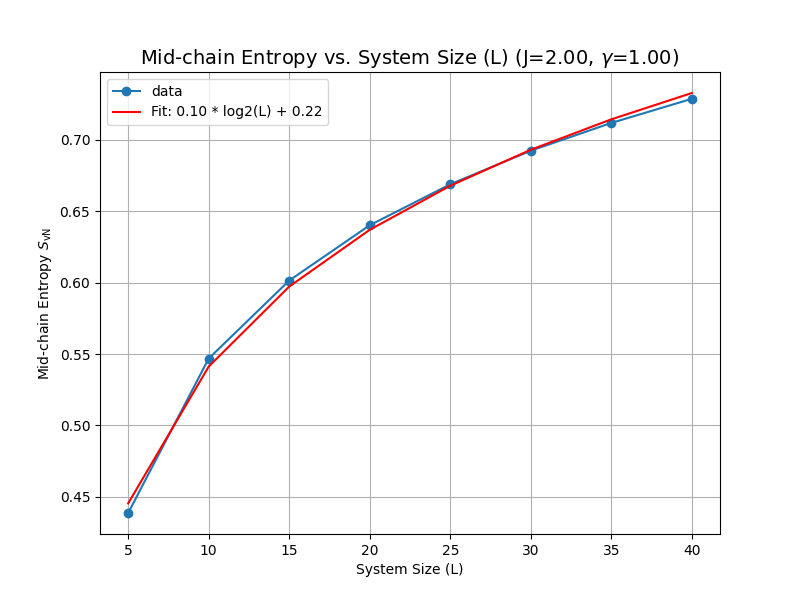 Mid-chain Entropy vs. System Size (L) (J=2.00, γ=1.00)
data
Fit: 0.10 * log2(L) + 0.22
0.70
0.65
0.60
0.55
0.50
0.45
Mid-chain Entropy S_vN
5 10 15 20 25 30 35 40
System Size (L)